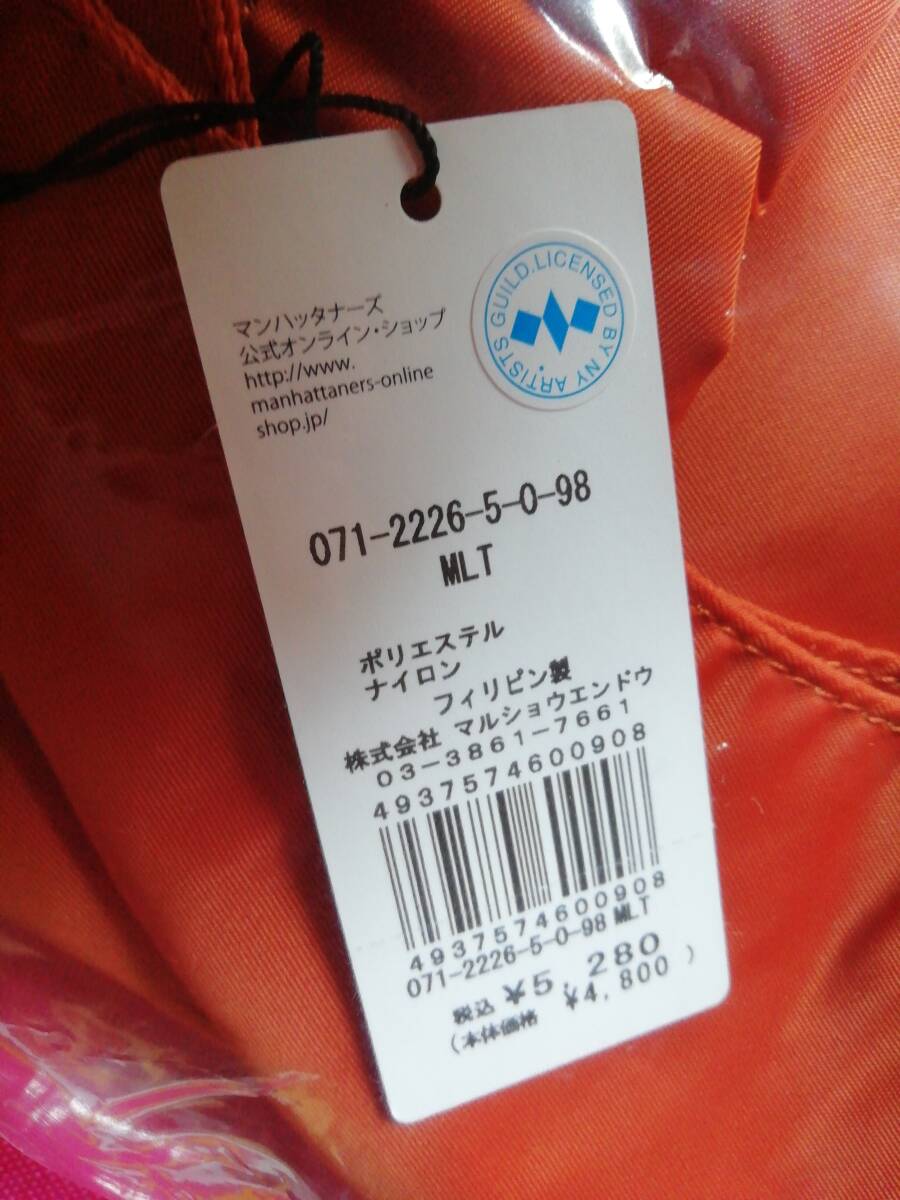 マンハッタナーズ
公式オンライン・ショップ
http://www.
manhattaners-online
shop.jp/
GUILD.LICENSED BY NY ARTISTS
071-2226-5-0-98
MLT
ポリエステル
ナイロン
フィリピン製
株式会社 マルショウエンドウ
03-3861-7661
4937574600908
4937574600908
071-2226-5-0-98 MLT
税込 ¥5,280
(本体価格 ¥4,800 )